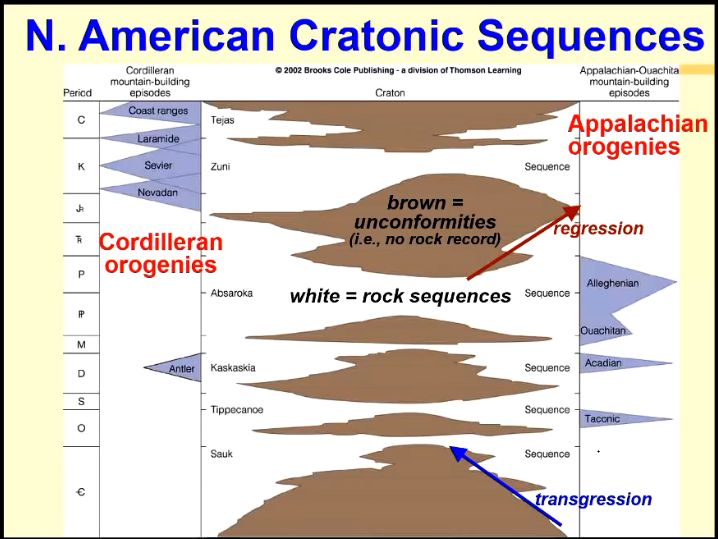 N. American Cratonic Sequences
Cordilleran
mountain-building
episodes
© 2002 Brooks Cole Publishing - a division of Thomson Learning
Appalachian-Ouachita
mountain-building
episodes
Period
Craton
C
Coast ranges
Tejas
Appalachian
orogenies
Laramide
K
Sevier
Zuni
Sequence
Nevadan
brown =
unconformities
(i.e., no rock record)
regression
Cordilleran
orogenies
P
Absaroka
white = rock sequences
Sequence
Alleghenian
Ouachitan
M
D
Antler
Kaskaskia
Sequence
Acadian
S
Tippecanoe
Sequence
O
Taconic
Sauk
Sequence
Є
transgression